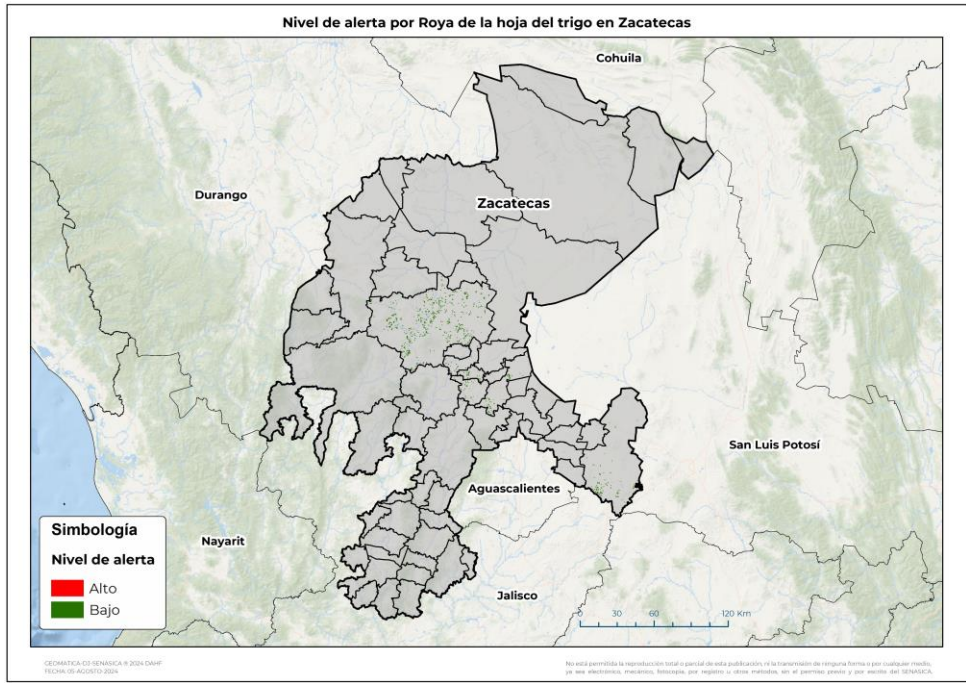 Nivel de alerta por Roya de la hoja del trigo en Zacatecas
Cohuila
Durango
Zacatecas
San Luis Potosí
Aguascalientes
Nayarit
Jalisco
Simbología
Nivel de alerta
Alto
Bajo
0 30 60 120 Km
GEOMÁTICA-D3-SENASICA ® 2024 DAHF
FECHA: 05-AGOSTO-2024
No está permitida la reproducción total o parcial de esta publicación, ni la transmisión de ninguna forma o por cualquier medio,
ya sea electrónico, mecánico, fotocopia, por registro u otros métodos, sin el permiso previo y por escrito del SENASICA.